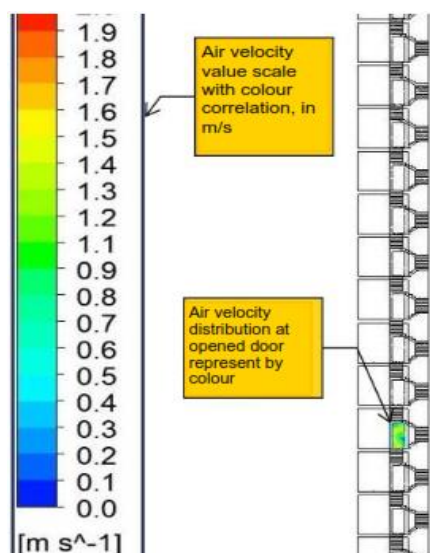 1.9
1.8
1.7
1.6
1.5
1.4
1.3
1.2
1.1
0.9
0.8
0.7
0.6
0.5
0.4
0.3
0.2
0.1
0.0
[m s^-1]
Air velocity
value scale
with colour
correlation, in
m/s
Air velocity
distribution at
opened door
represent by
colour